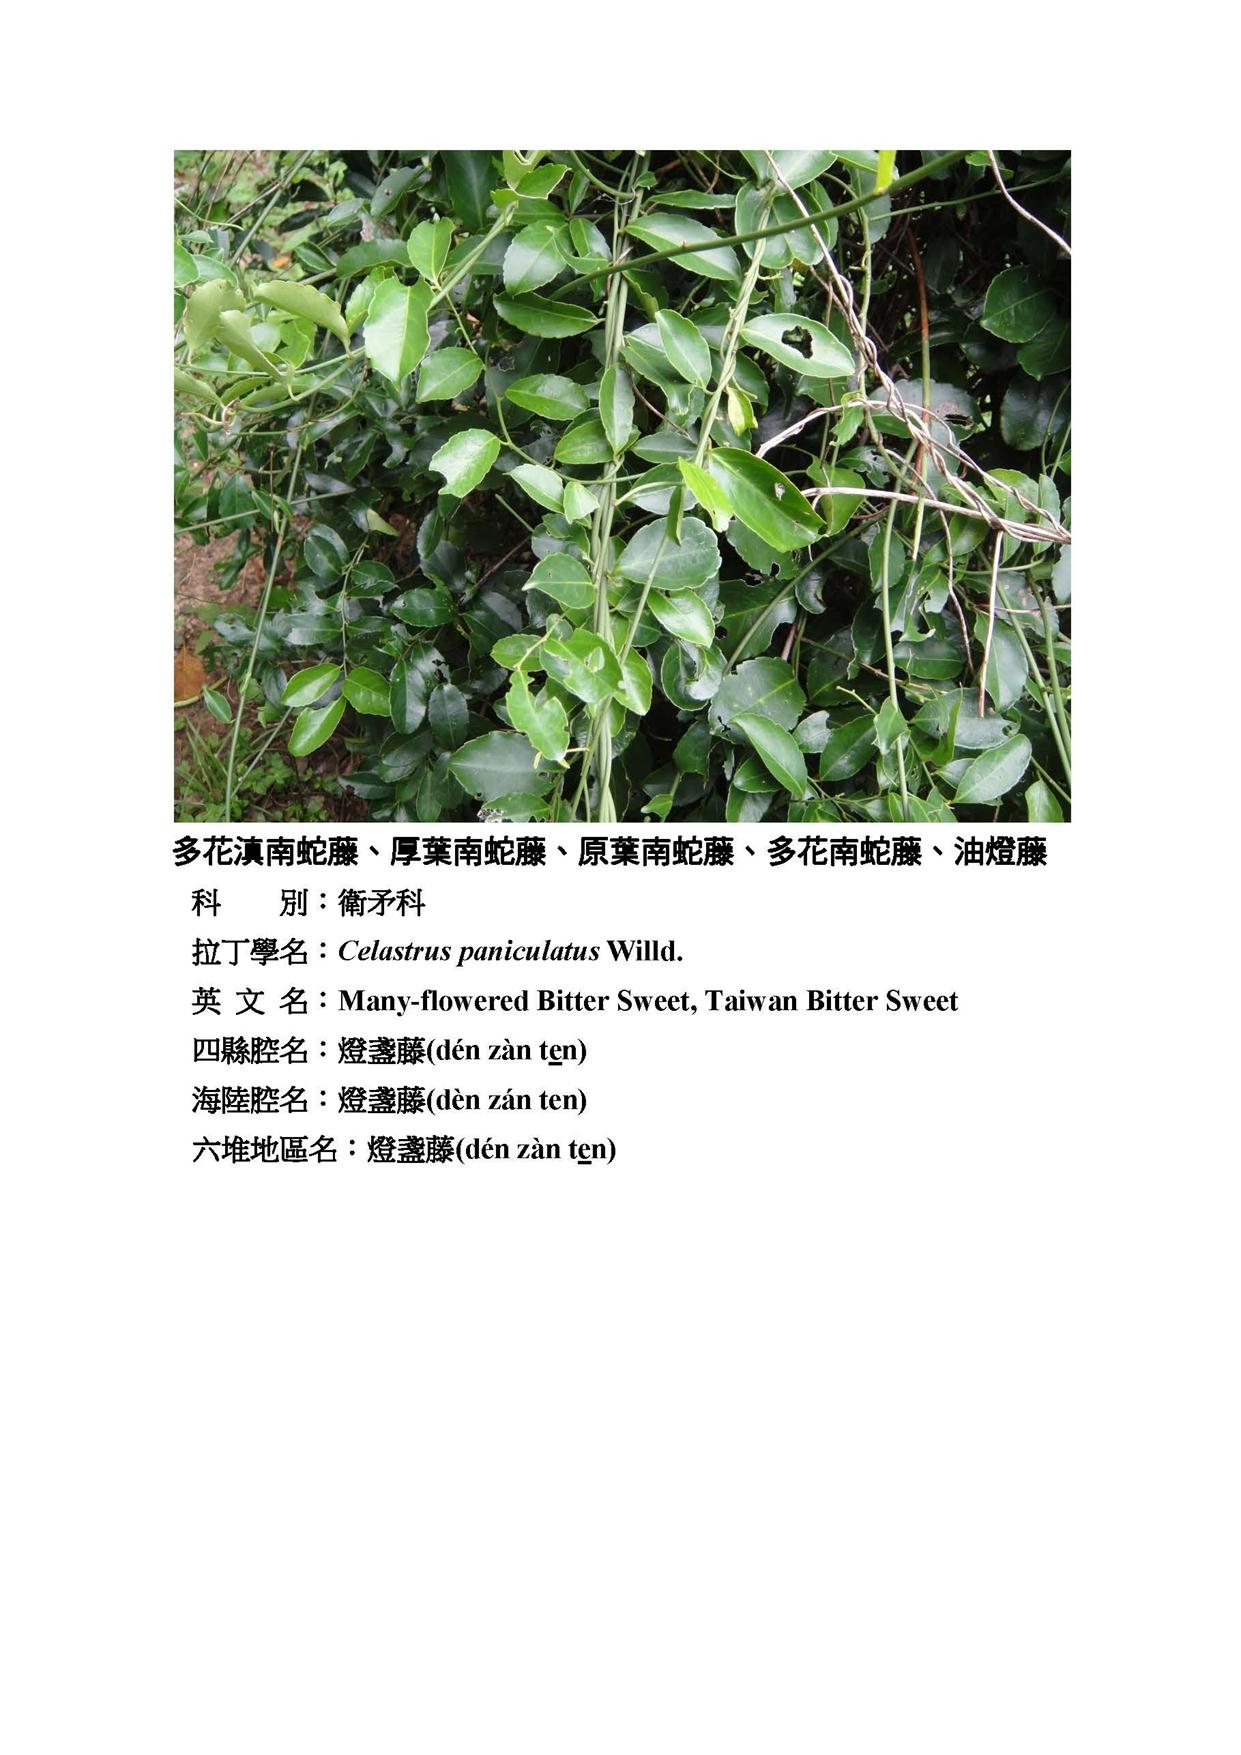 多花滇南蛇藤、厚葉南蛇藤、原葉南蛇藤、多花南蛇藤、油燈藤
科　　別：衛矛科
拉丁學名：Celastrus paniculatus Willd.
英 文 名：Many-flowered Bitter Sweet, Taiwan Bitter Sweet
四縣腔名：燈盞藤(dén zàn ten)
海陸腔名：燈盞藤(dèn zán ten)
六堆地區名：燈盞藤(dén zàn ten)